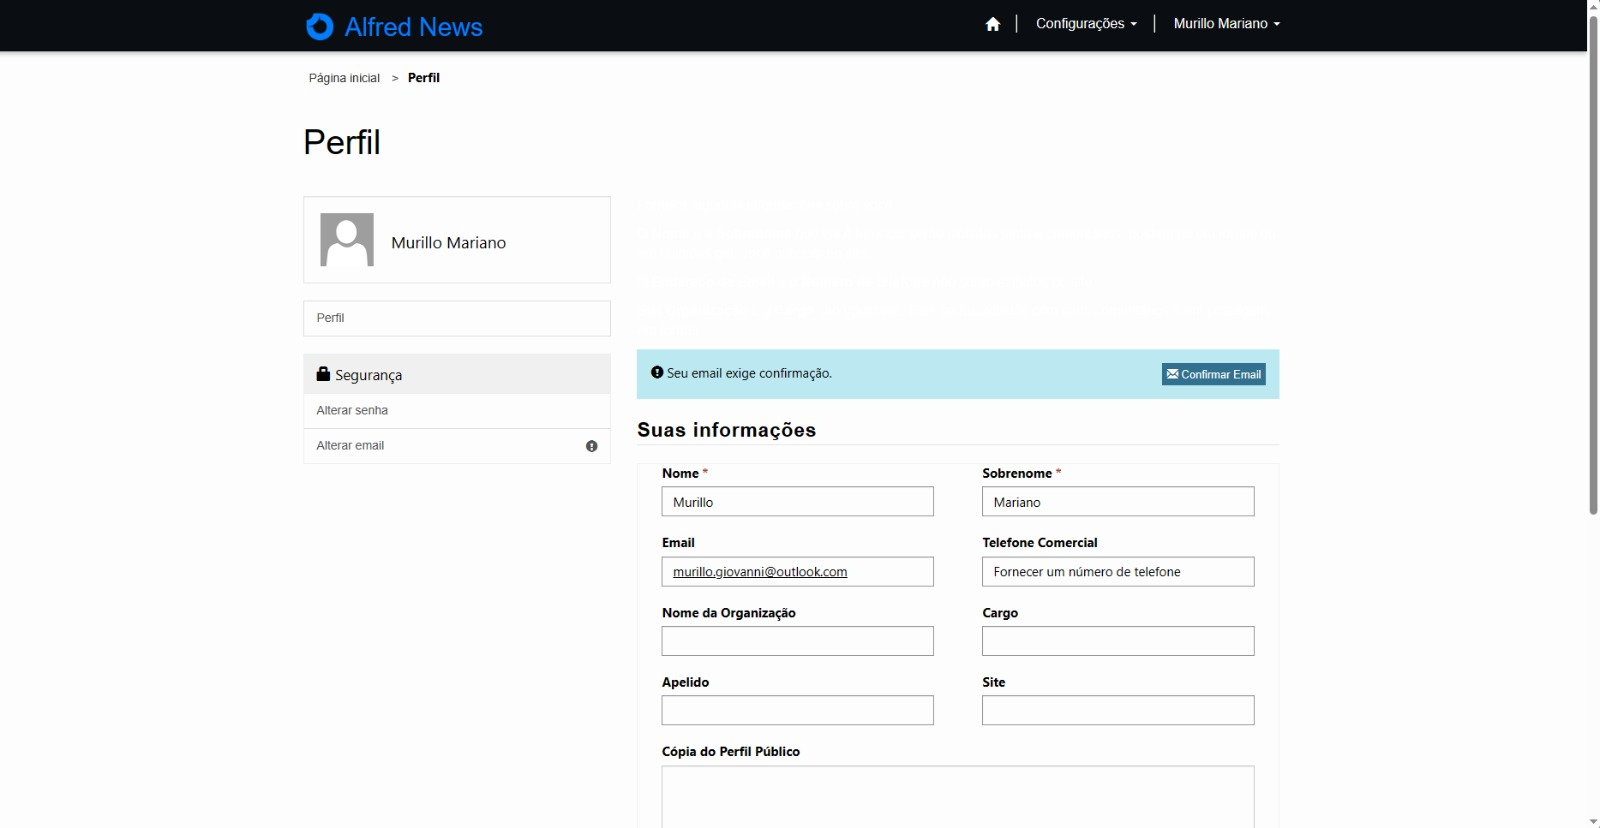 Alfred News
Configurações
Murillo Mariano
Página inicial > Perfil
Perfil
Murillo Mariano
Perfil
Segurança
Alterar senha
Alterar email
Seu email exige confirmação.
Confirmar Email
Suas informações
Nome *
Sobrenome *
Murillo
Mariano
Email
Telefone Comercial
murillo.giovanni@outlook.com
Fornecer um número de telefone
Nome da Organização
Cargo
Apelido
Site
Cópia do Perfil Público